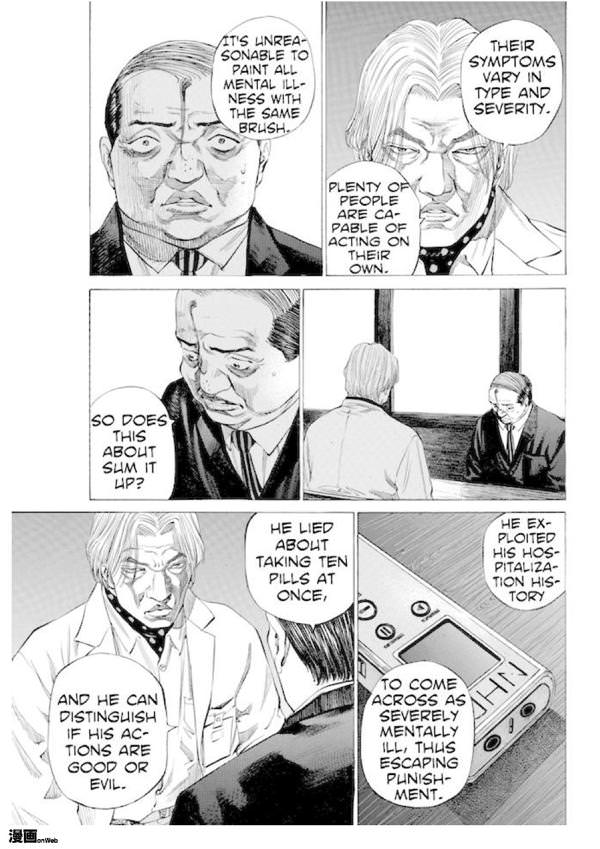 THEIR
SYMPTOMS
VARY IN
TYPE AND
SEVERITY.
PLENTY OF
PEOPLE
ARE CA-
PABLE OF
ACTING ON
THEIR
OWN.
IT'S UNREA-
SONABLE TO
PAINT ALL
MENTAL ILL-
NESS WITH
THE SAME
BRUSH.
SO DOES
THIS
ABOUT
SUM IT
UP?
HE EX-
PLOITED
HIS HOS-
PITALIZA-
TION HIS-
TORY
TO COME
ACROSS AS
SEVERELY
MENTALLY
ILL, THUS
ESCAPING
PUNISH-
MENT.
NHO
HE LIED
ABOUT
TAKING TEN
PILLS AT
ONCE,
AND HE CAN
DISTINGUISH
IF HIS AC-
TIONS ARE
GOOD OR
EVIL.
漫画onWeb